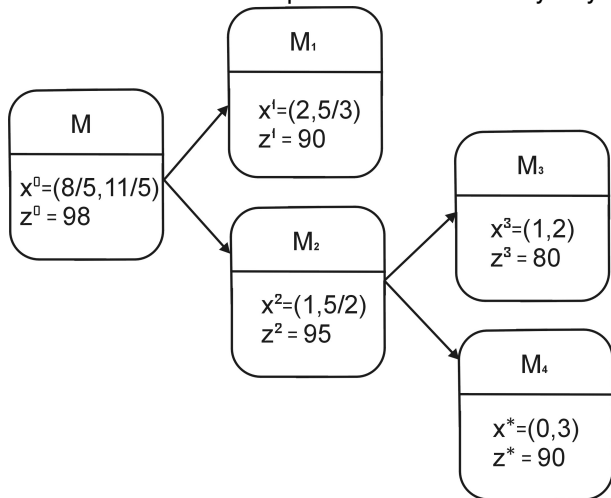 M
x⁰=(8/5,11/5)
z⁰ = 98
M₁
x¹=(2,5/3)
z¹ = 90
M₂
x²=(1,5/2)
z² = 95
M₃
x³=(1,2)
z³ = 80
M₄
x*=(0,3)
z* = 90